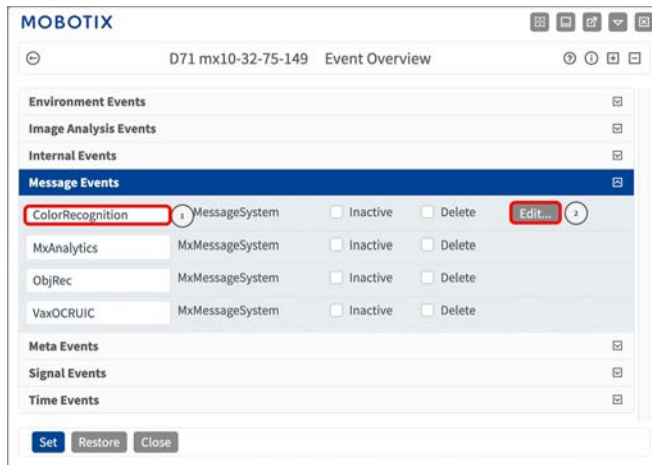 MOBOTIX
D71 mx10-32-75-149 Event Overview
Environment Events
Image Analysis Events
Internal Events
Message Events
ColorRecognition 1 MessageSystem Inactive Delete Edit... 2
MxAnalytics MxMessageSystem Inactive Delete
ObjRec MxMessageSystem Inactive Delete
VaxOCRUIC MxMessageSystem Inactive Delete
Meta Events
Signal Events
Time Events
Set Restore Close